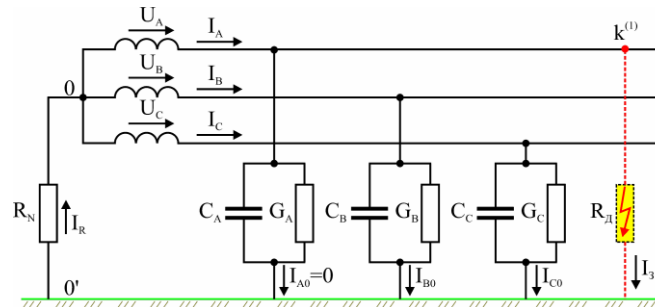 U_A
I_A
k^(1)
U_B
I_B
0
U_C
I_C
R_N
I_R
C_A
G_A
C_B
G_B
C_C
G_C
R_Д
0'
I_A0=0
I_B0
I_C0
I_З